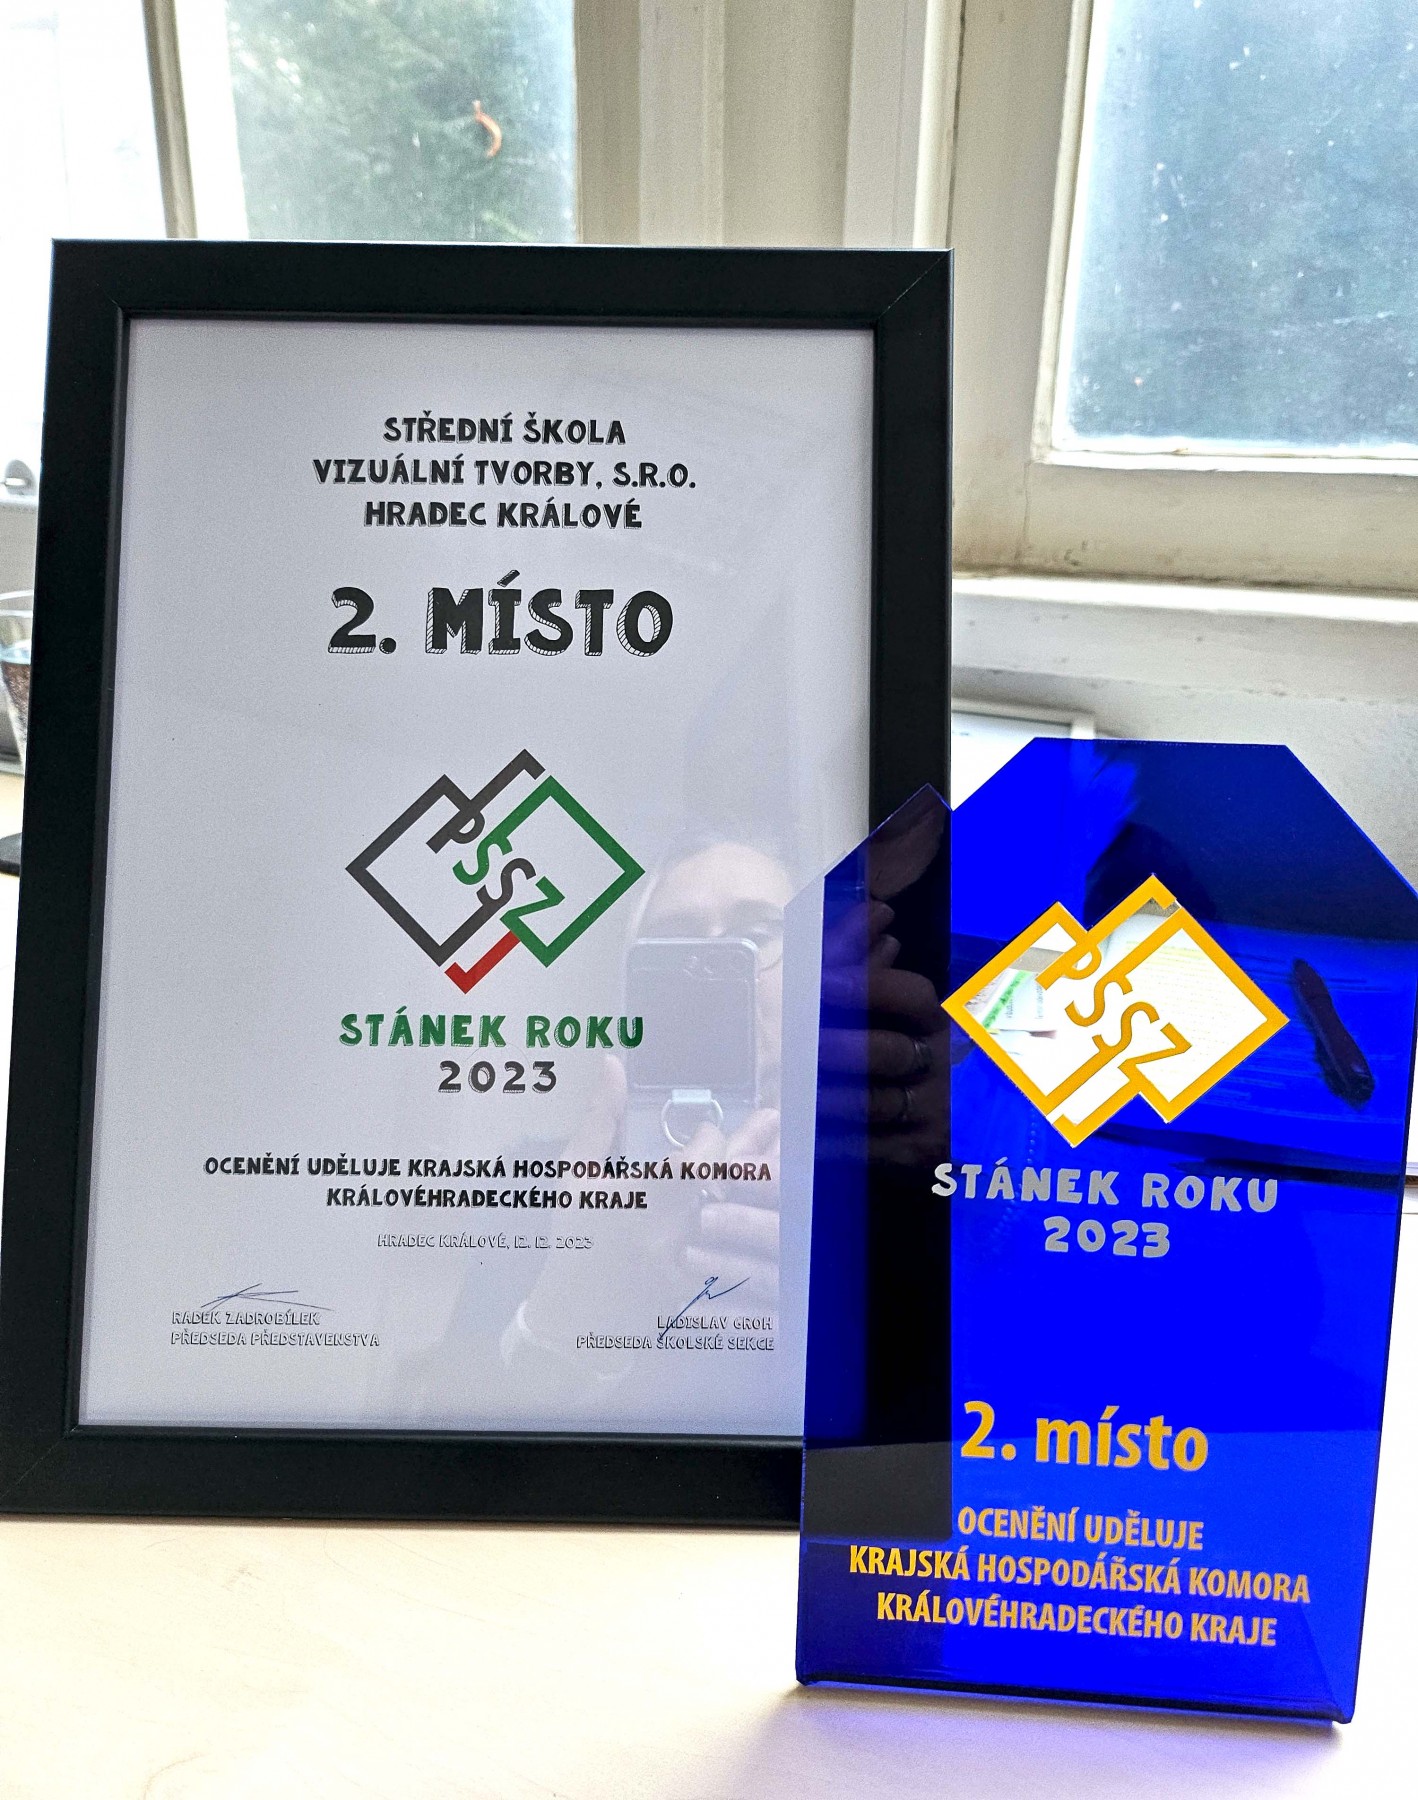 STŘEDNÍ ŠKOLA
VIZUÁLNÍ TVORBY, S.R.O.
HRADEC KRÁLOVÉ
2. MÍSTO
PSSZ
STÁNEK ROKU
2023
OCENĚNÍ UDĚLUJE KRAJSKÁ HOSPODÁŘSKÁ KOMORA
KRÁLOVÉHRADECKÉHO KRAJE
HRADEC KRÁLOVÉ, 12. 12. 2023
RADEK ZADROBÍLEK
PŘEDSEDA PŘEDSTAVENSTVA
LADISLAV GROH
PŘEDSEDA ŠKOLSKÉ SEKCE
PSSZ
STÁNEK ROKU
2023
2. místo
OCENĚNÍ UDĚLUJE
KRAJSKÁ HOSPODÁŘSKÁ KOMORA
KRÁLOVÉHRADECKÉHO KRAJE